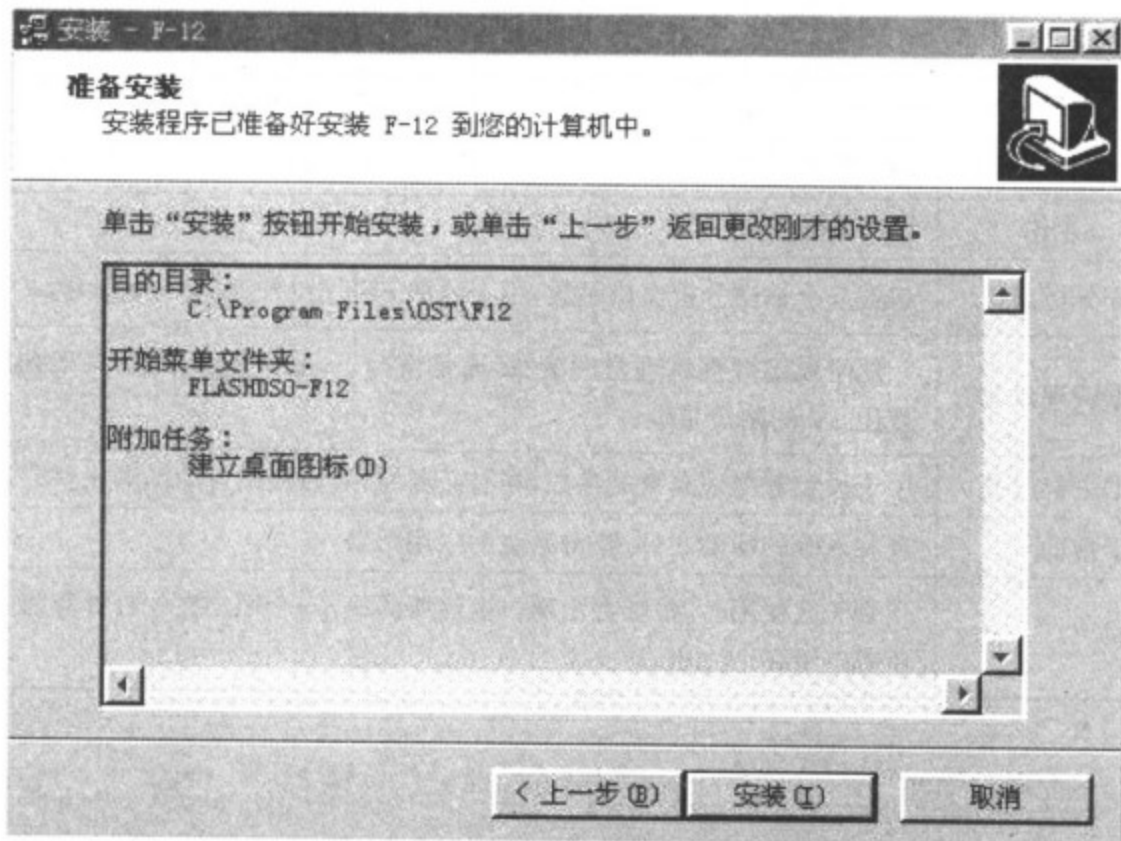 安装 - F-12
准备安装
安装程序已准备好安装 F-12 到您的计算机中。
单击“安装”按钮开始安装，或单击“上一步”返回更改刚才的设置。
目的目录：
C:\Program Files\OST\F12
开始菜单文件夹：
FLASHDSO-F12
附加任务：
建立桌面图标(D)
< 上一步(B)
安装(I)
取消